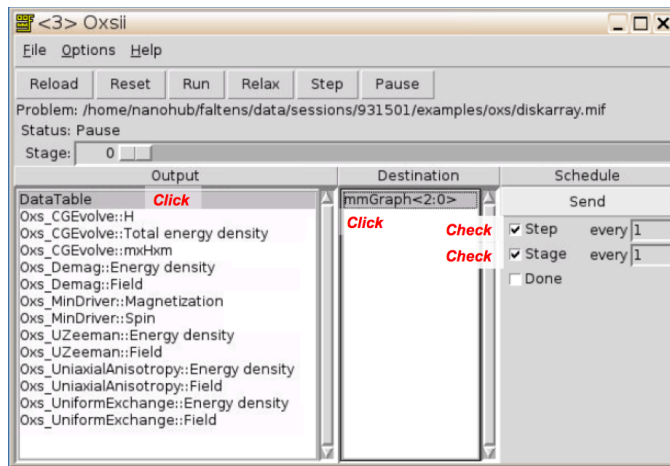 <3> Oxsii
File Options Help
Reload Reset Run Relax Step Pause
Problem: /home/nanohub/faltens/data/sessions/931501/examples/oxs/diskarray.mif
Status: Pause
Stage: 0
Output Destination Schedule
DataTable Click mmGraph<2:0> Send
Oxs_CGEvolve::H Click
Oxs_CGEvolve::Total energy density Check Step every 1
Oxs_CGEvolve::mxHxm Check Stage every 1
Oxs_Demag::Energy density Done
Oxs_Demag::Field
Oxs_MinDriver::Magnetization
Oxs_MinDriver::Spin
Oxs_UZeeman::Energy density
Oxs_UZeeman::Field
Oxs_UniaxialAnisotropy::Energy density
Oxs_UniaxialAnisotropy::Field
Oxs_UniformExchange::Energy density
Oxs_UniformExchange::Field